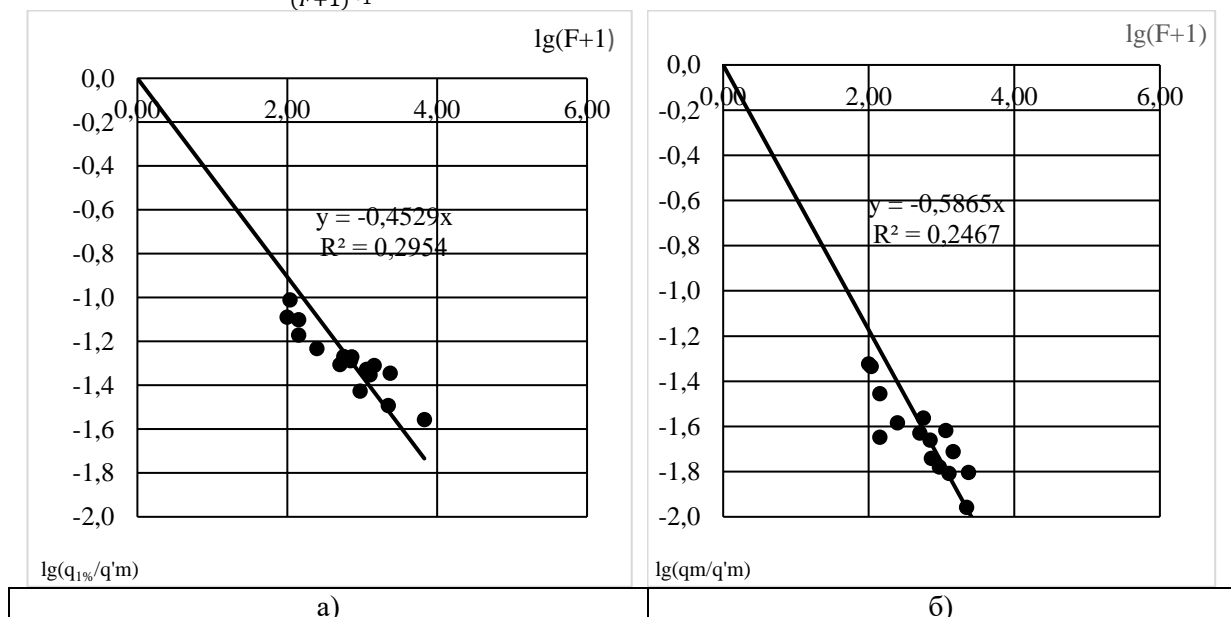 (F+1)
lg(F+1)
0,0
0,00 2,00 4,00 6,00
-0,2
-0,4
-0,6
-0,8
-1,0
-1,2
-1,4
-1,6
-1,8
-2,0
y = -0,4529x
R² = 0,2954
lg(q1%/q'm)
а)
lg(F+1)
0,0
0,00 2,00 4,00 6,00
-0,2
-0,4
-0,6
-0,8
-1,0
-1,2
-1,4
-1,6
-1,8
-2,0
y = -0,5865x
R² = 0,2467
lg(qm/q'm)
б)